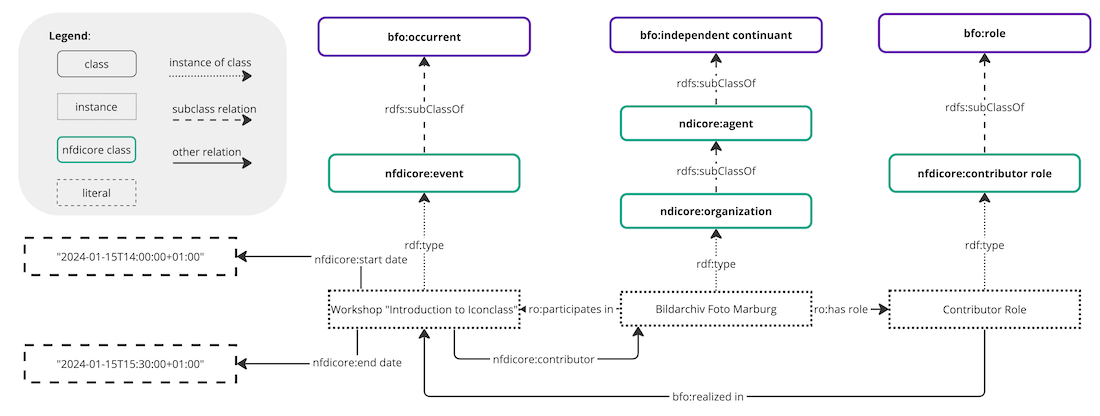 Legend:
class
instance of class
instance
subclass relation
nfdicore class
other relation
literal
bfo:occurrent
bfo:independent continuant
bfo:role
rdfs:subClassOf
rdfs:subClassOf
rdfs:subClassOf
ndicore:agent
nfdicore:event
rdfs:subClassOf
nfdicore:contributor role
ndicore:organization
rdf:type
rdf:type
rdf:type
"2024-01-15T14:00:00+01:00"
nfdicore:start date
Workshop "Introduction to Iconclass"
ro:participates in
Bildarchiv Foto Marburg
ro:has role
Contributor Role
"2024-01-15T15:30:00+01:00"
nfdicore:end date
nfdicore:contributor
bfo:realized in